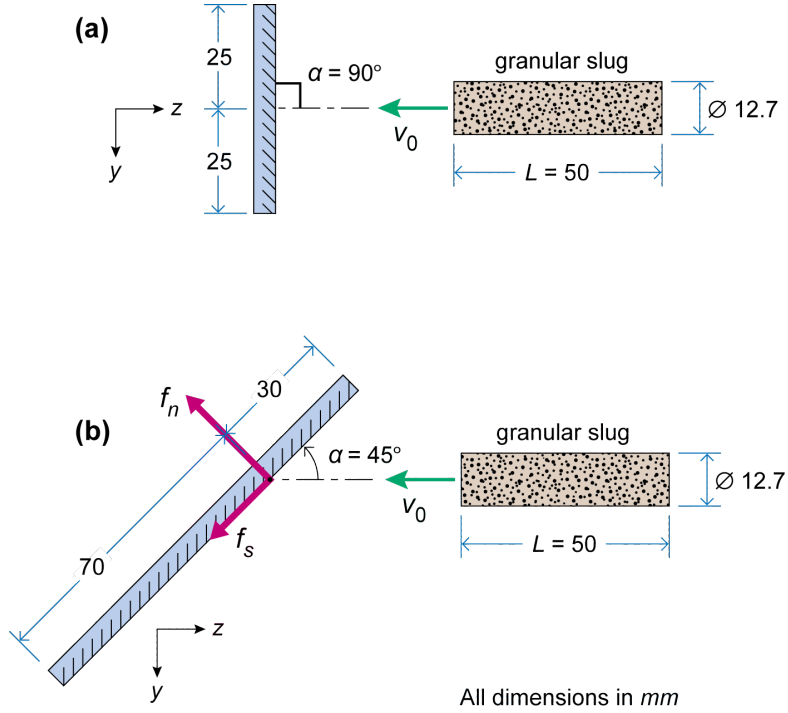 (a)
25
α = 90°
granular slug
z
v0
Ø 12.7
25
y
L = 50
30
fn
(b)
granular slug
α = 45°
v0
Ø 12.7
fs
L = 50
70
z
y
All dimensions in mm